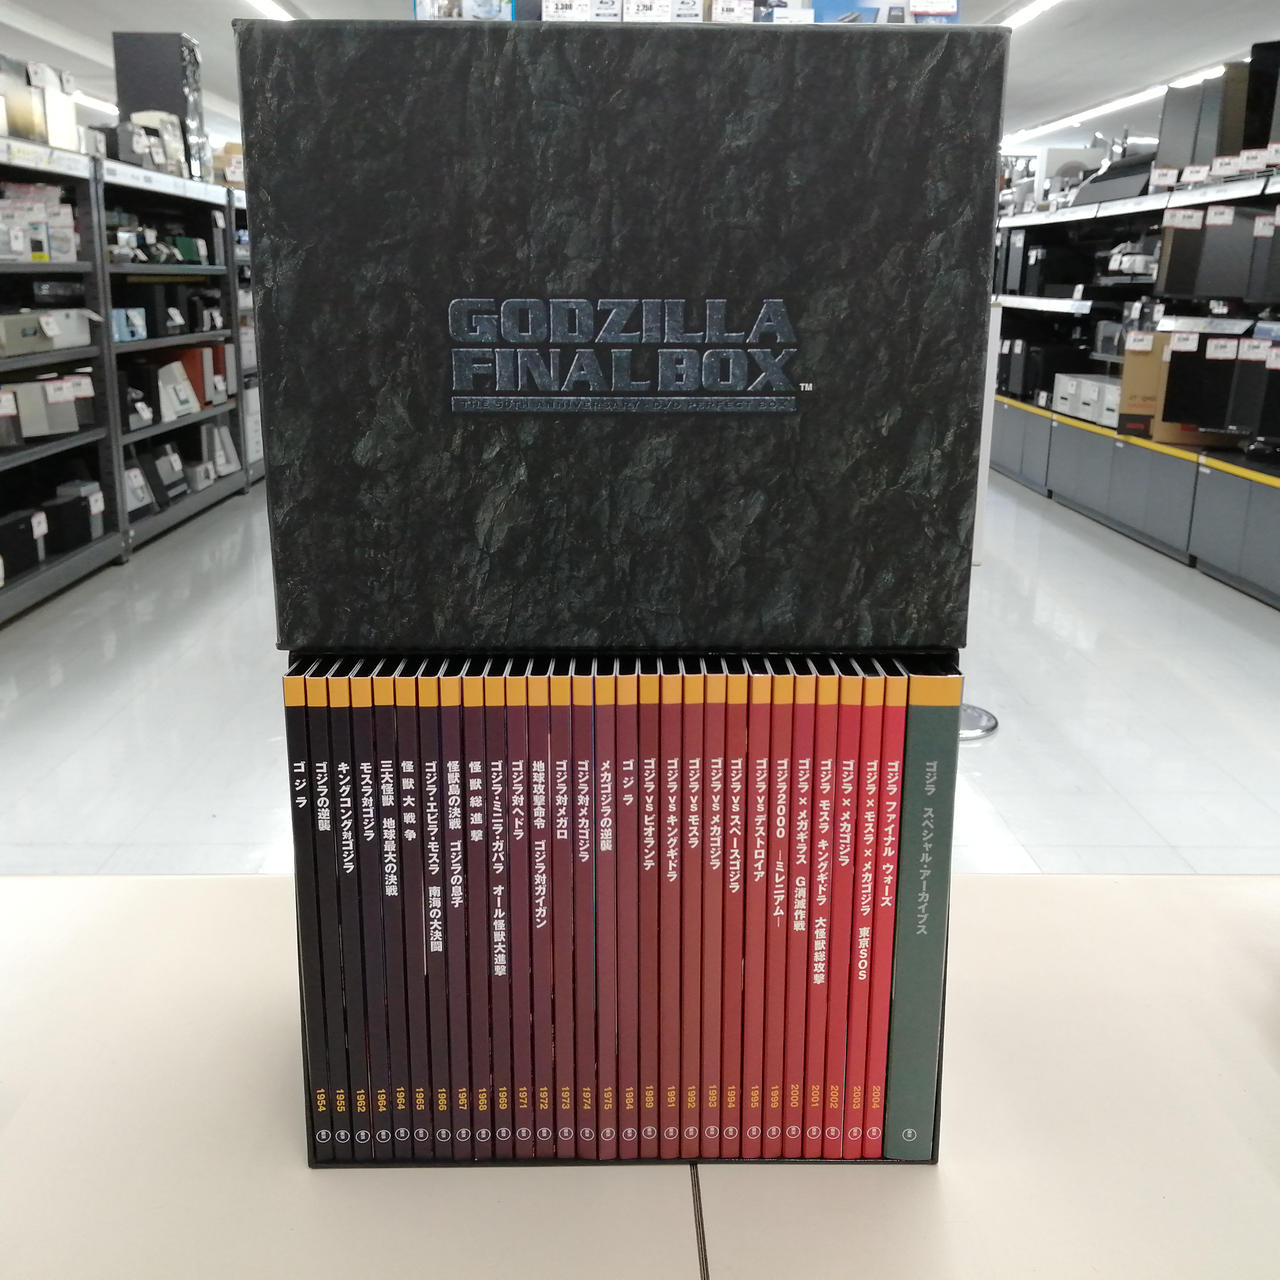 GODZILLA
FINAL BOX™
THE 50TH ANNIVERSARY DVD PERFECT BOX
ゴジラ
1954
ゴジラの逆襲
1955
キングコング対ゴジラ
1962
モスラ対ゴジラ
1964
三大怪獣 地球最大の決戦
1964
怪獣大戦争
1965
ゴジラ・エビラ・モスラ 南海の大決闘
1966
怪獣島の決戦 ゴジラの息子
1967
怪獣総進撃
1968
ゴジラ・ミニラ・ガバラ オール怪獣大進撃
1969
ゴジラ対ヘドラ
1971
地球攻撃命令 ゴジラ対ガイガン
1972
ゴジラ対メガロ
1973
ゴジラ対メカゴジラ
1974
メカゴジラの逆襲
1975
ゴジラ
1984
ゴジラvsビオランテ
1989
ゴジラvsキングギドラ
1991
ゴジラvsモスラ
1992
ゴジラvsメカゴジラ
1993
ゴジラvsスペースゴジラ
1994
ゴジラvsデストロイア
1995
ゴジラ2000 ―ミレニアム―
1999
ゴジラ×メガギラス G消滅作戦
2000
ゴジラ モスラ キングギドラ 大怪獣総攻撃
2001
ゴジラ×メカゴジラ
2002
ゴジラ×モスラ×メカゴジラ 東京SOS
2003
ゴジラ ファイナル ウォーズ
2004
ゴジラ スペシャル・アーカイブス